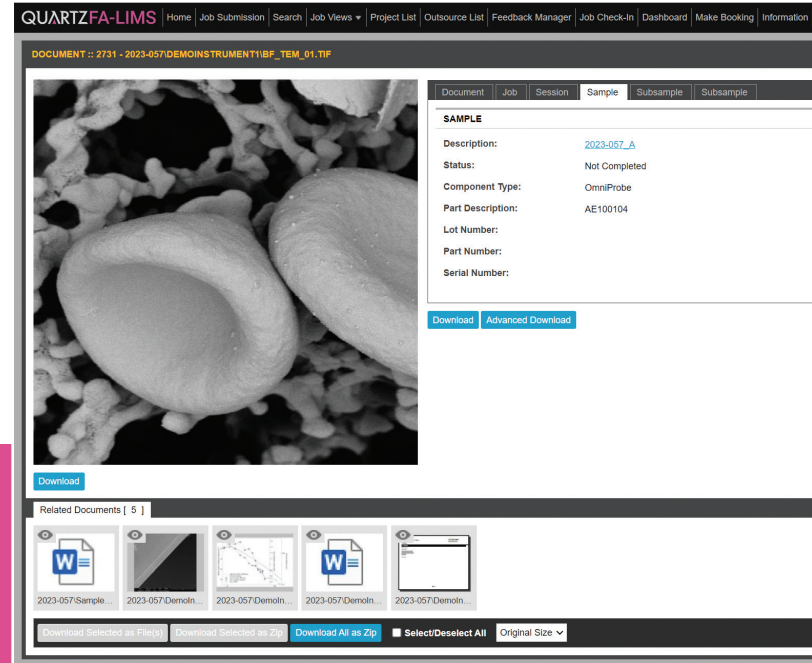 QUARTZFA-LIMS Home Job Submission Search Job Views Project List Outsource List Feedback Manager Job Check-In Dashboard Make Booking Information
DOCUMENT :: 2731 - 2023-057\DEMOINSTRUMENT1\BF_TEM_01.TIF
Document Job Session Sample Subsample Subsample
SAMPLE
Description: 2023-057_A
Status: Not Completed
Component Type: OmniProbe
Part Description: AE100104
Lot Number:
Part Number:
Serial Number:
Download Advanced Download
Download
Related Documents [ 5 ]
W W
2023-057\Sample... 2023-057\DemoIn... 2023-057\DemoIn... 2023-057\DemoIn... 2023-057\DemoIn...
Download Selected as File(s) Download Selected as Zip Download All as Zip Select/Deselect All Original Size